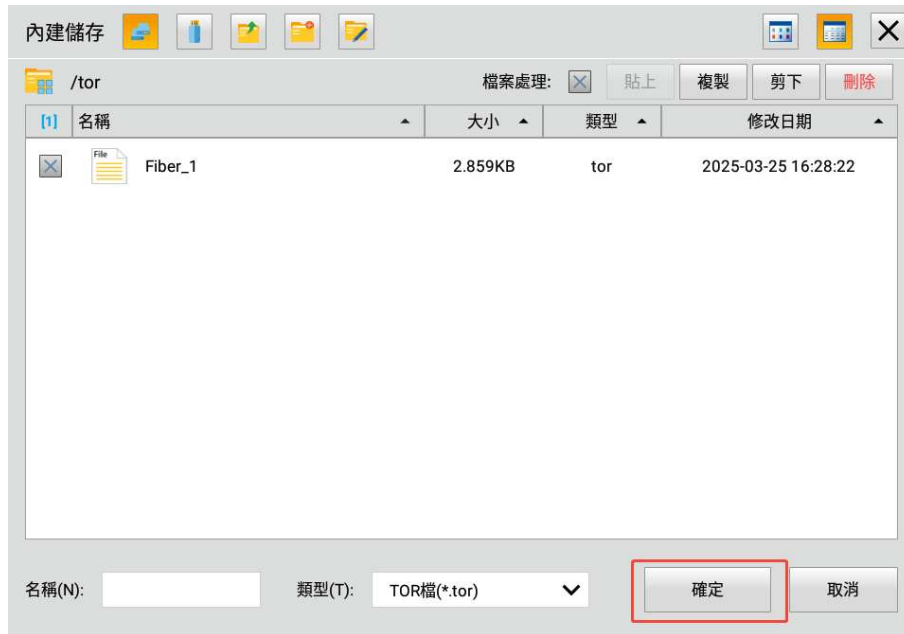 內建儲存
/tor 檔案處理: 貼上 複製 剪下 刪除
[1] 名稱 大小 類型 修改日期
File Fiber_1 2.859KB tor 2025-03-25 16:28:22
名稱(N): 類型(T): TOR檔(*.tor) 確定 取消